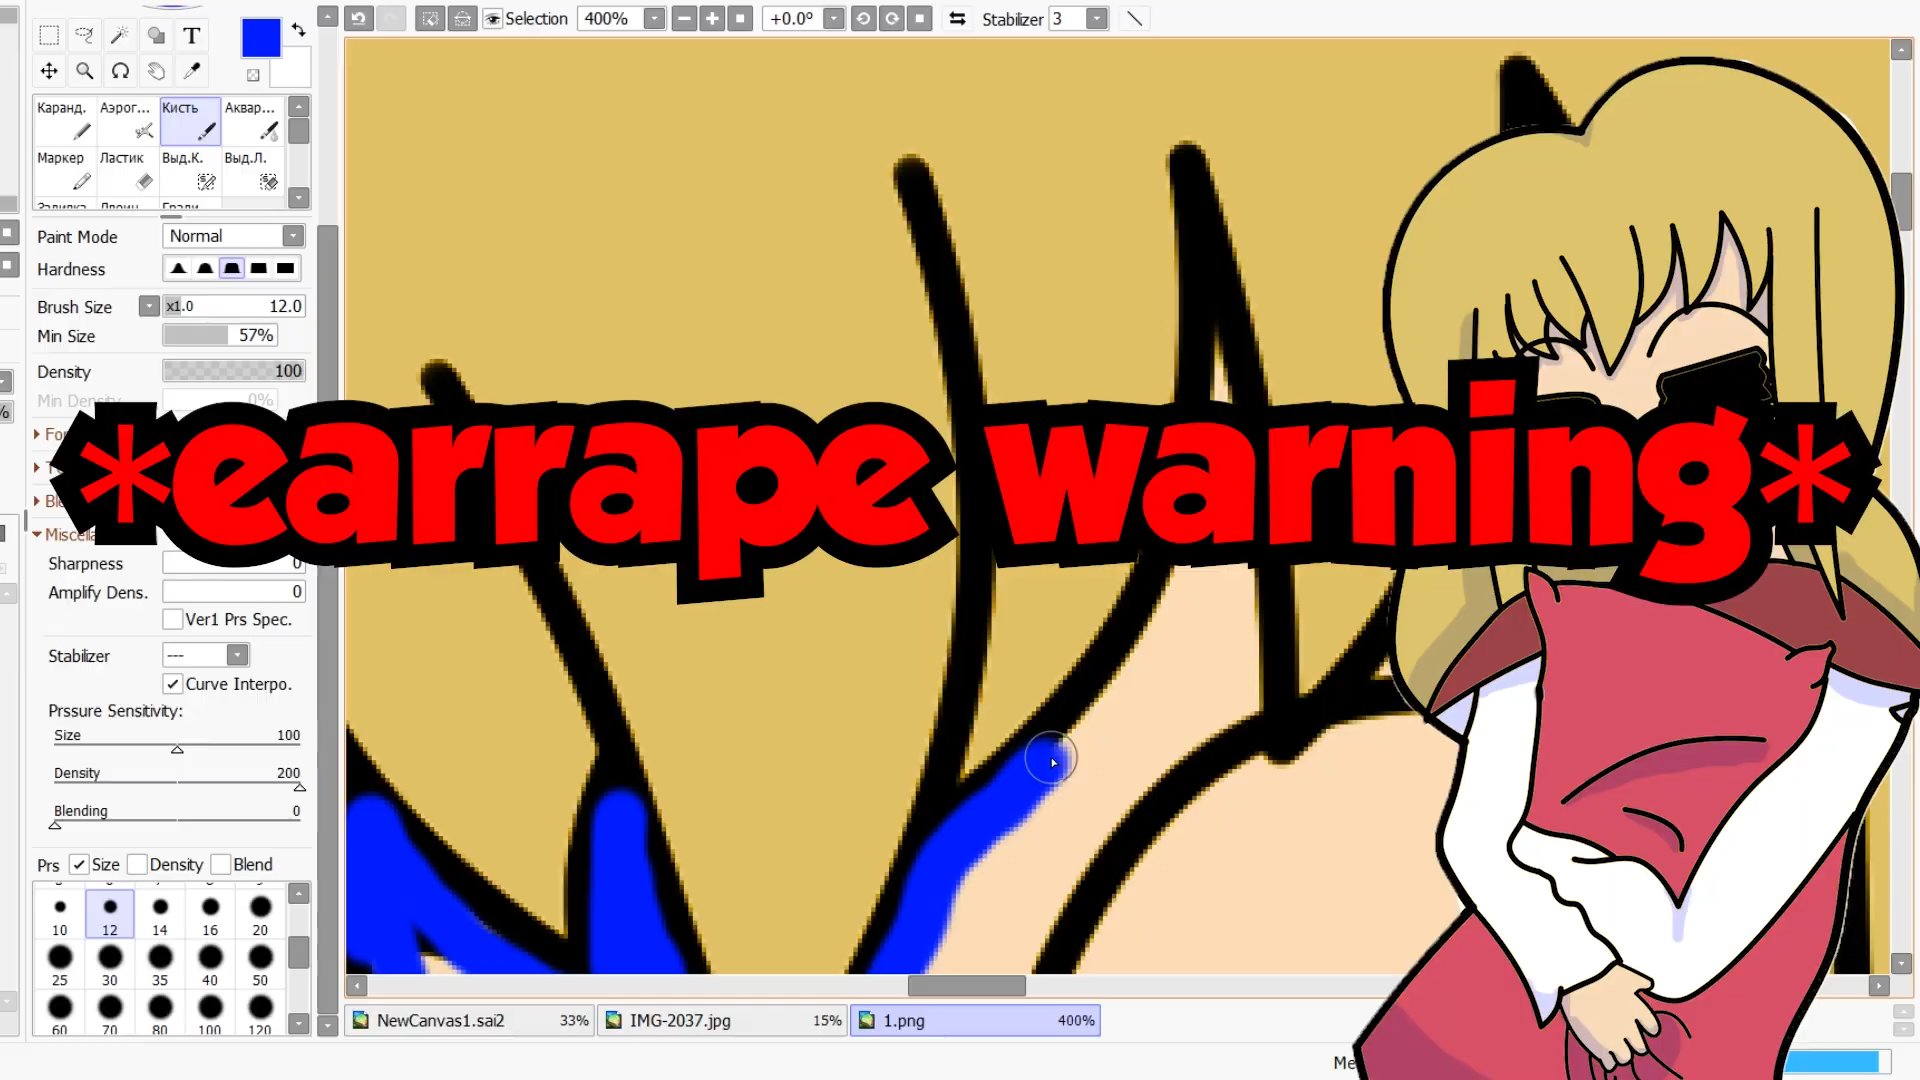 Selection 400% +0.0° Stabilizer 3
T
Каранд. Аэрог... Кисть Аквар...
Маркер Ластик Выд.К. Выд.Л.
Paint Mode Normal
Hardness
Brush Size x1.0 12.0
Min Size 57%
Density 100
Min Density 0%
*earrape warning*
Sharpness 0
Amplify Dens. 0
Ver1 Prs Spec.
Stabilizer ---
Curve Interpo.
Prssure Sensitivity:
Size 100
Density 200
Blending 0
Prs Size Density Blend
10 12 14 16 20
25 30 35 40 50
60 70 80 100 120
NewCanvas1.sai2 33% IMG-2037.jpg 15% 1.png 400%